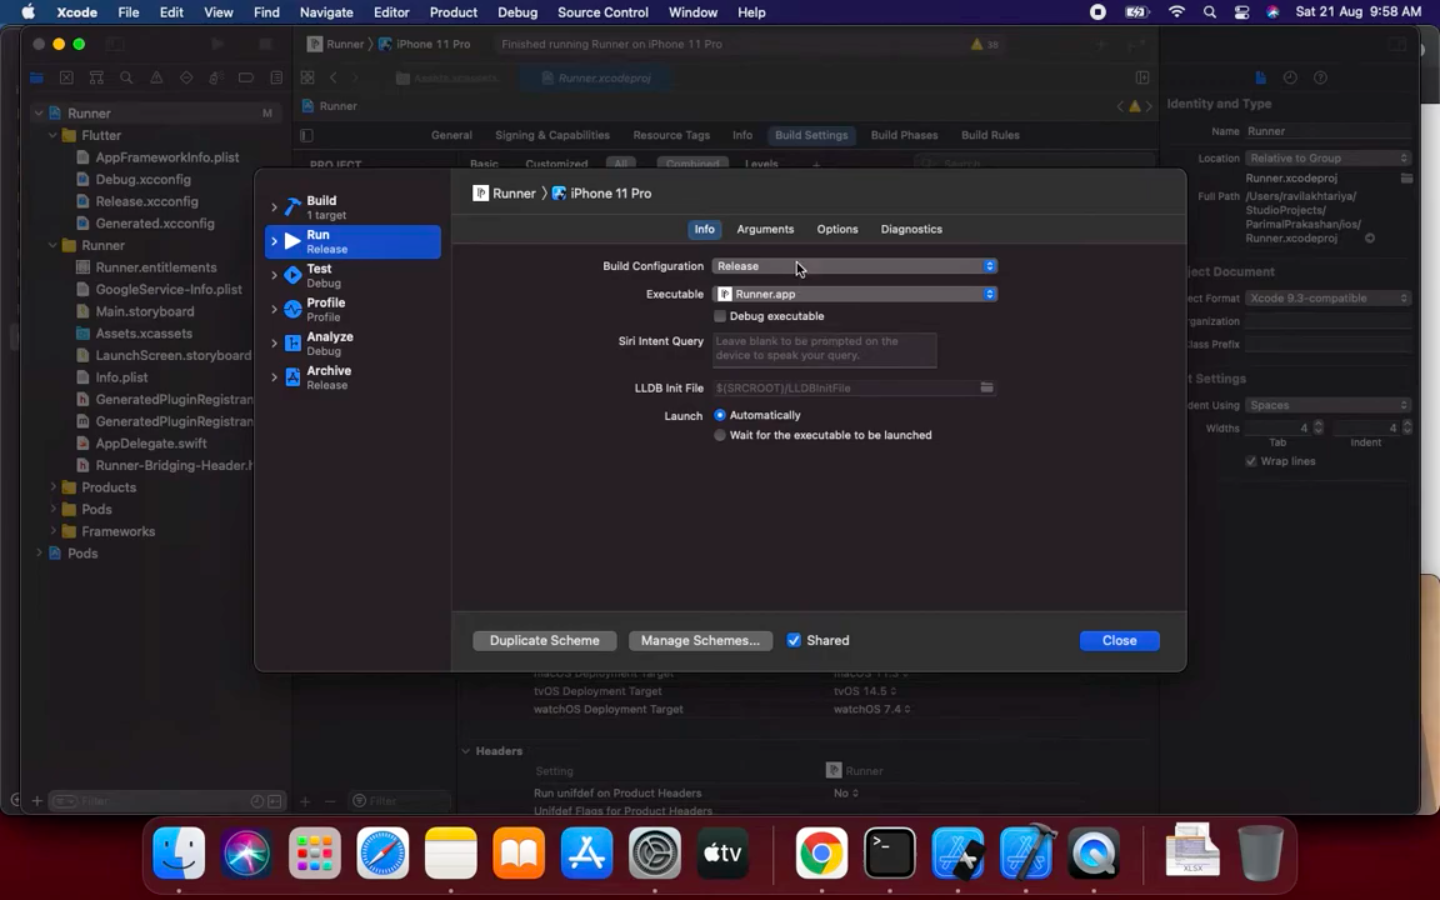 Xcode File Edit View Find Navigate Editor Product Debug Source Control Window Help Sat 21 Aug 9:58 AM
Runner 〉 iPhone 11 Pro Finished running Runner on iPhone 11 Pro 38
Assets.xcassets Runner.xcodeproj
Runner M
Flutter
AppFrameworkInfo.plist
Debug.xcconfig
Release.xcconfig
Generated.xcconfig
Runner
Runner.entitlements
GoogleService-Info.plist
Main.storyboard
Assets.xcassets
LaunchScreen.storyboard
Info.plist
GeneratedPluginRegistran
GeneratedPluginRegistran
AppDelegate.swift
Runner-Bridging-Header.h
Products
Pods
Frameworks
Pods
Filter
Runner
General Signing & Capabilities Resource Tags Info Build Settings Build Phases Build Rules
PROJECT Basic Customized All Combined Levels + Search
Build
1 target
Run
Release
Test
Debug
Profile
Profile
Analyze
Debug
Archive
Release
Runner 〉 iPhone 11 Pro
Info Arguments Options Diagnostics
Build Configuration Release
Executable Runner.app
Debug executable
Siri Intent Query Leave blank to be prompted on the
device to speak your query.
LLDB Init File $(SRCROOT)/LLDBInitFile
Launch Automatically
Wait for the executable to be launched
Duplicate Scheme Manage Schemes... Shared Close
macOS Deployment Target macOS 11.3
tvOS Deployment Target tvOS 14.5
watchOS Deployment Target watchOS 7.4
Headers
Setting Runner
Run unifdef on Product Headers No
Unifdef Flags for Product Headers
Filter
Identity and Type
Name Runner
Location Relative to Group
Runner.xcodeproj
Full Path /Users/ravilakhtariya/
StudioProjects/
ParimalPrakashan/ios/
Runner.xcodeproj
ject Document
ect Format Xcode 9.3-compatible
rganization
lass Prefix
t Settings
dent Using Spaces
Widths 4 4
Tab Indent
Wrap lines
tv
XLSX